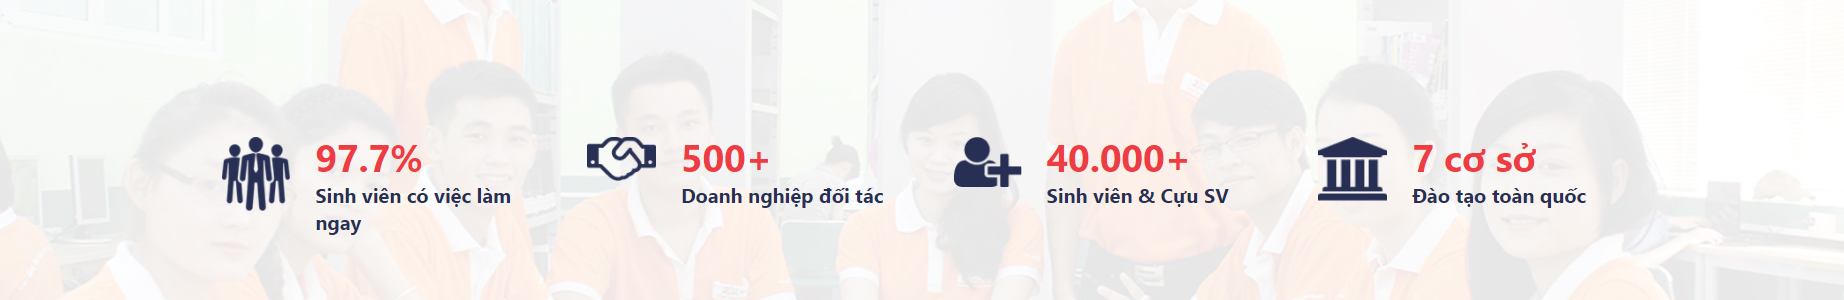 97.7%
Sinh viên có việc làm
ngay
500+
Doanh nghiệp đối tác
40.000+
Sinh viên & Cựu SV
7 cơ sở
Đào tạo toàn quốc